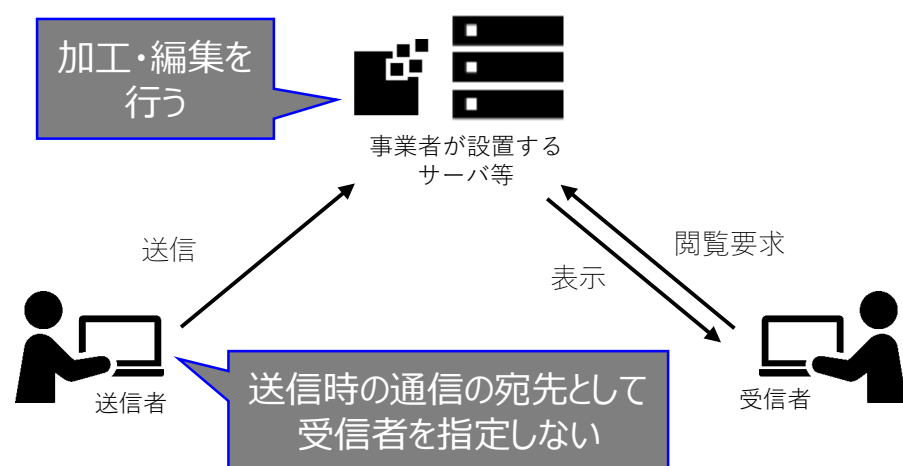 加工・編集を
行う
事業者が設置する
サーバ等
送信
閲覧要求
表示
送信者
送信時の通信の宛先として
受信者を指定しない
受信者